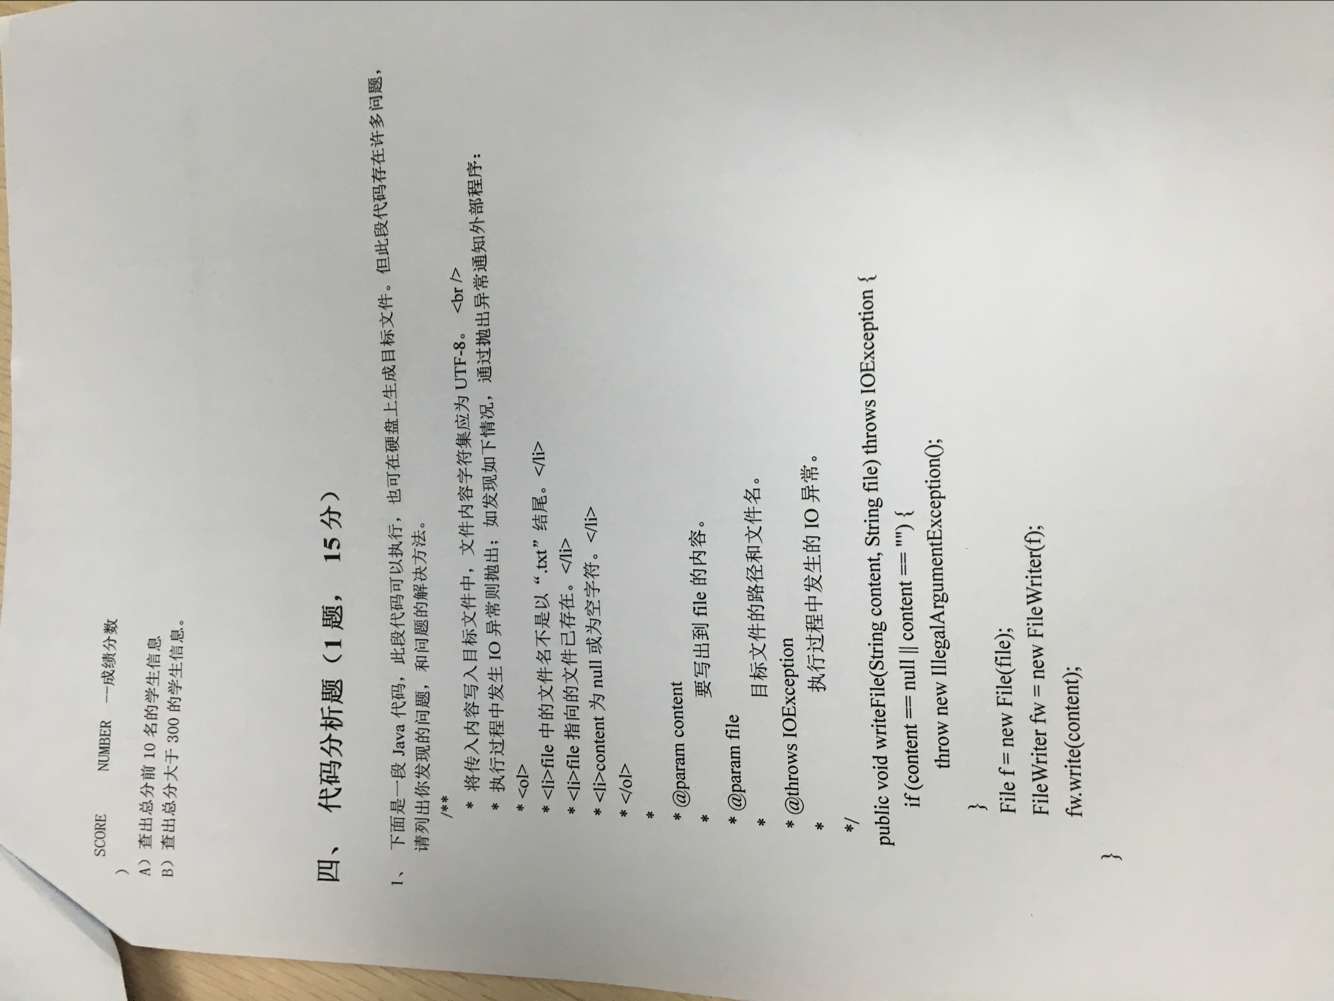 SCORE NUMBER --成绩分数
)
A) 查出总分前 10 名的学生信息
B) 查出总分大于 300 的学生信息。
四、 代码分析题（1 题， 15 分）
1、 下面是一段 Java 代码，此段代码可以执行，也可在硬盘上生成目标文件。但此段代码存在许多问题，
请列出你发现的问题，和问题的解决方法。
/**
* 将传入内容写入目标文件中，文件内容字符集应为 UTF-8。 <br />
* 执行过程中发生 IO 异常则抛出；如发现如下情况，通过抛出异常通知外部程序：
* <ol>
* <li>file 中的文件名不是以“.txt”结尾。</li>
* <li>file 指向的文件已存在。</li>
* <li>content 为 null 或为空字符。</li>
* </ol>
*
* @param content
* 要写出到 file 的内容。
* @param file
* 目标文件的路径和文件名。
* @throws IOException
* 执行过程中发生的 IO 异常。
*/
public void writeFile(String content, String file) throws IOException {
if (content == null || content == "") {
throw new IllegalArgumentException();
}
File f = new File(file);
FileWriter fw = new FileWriter(f);
fw.write(content);
}